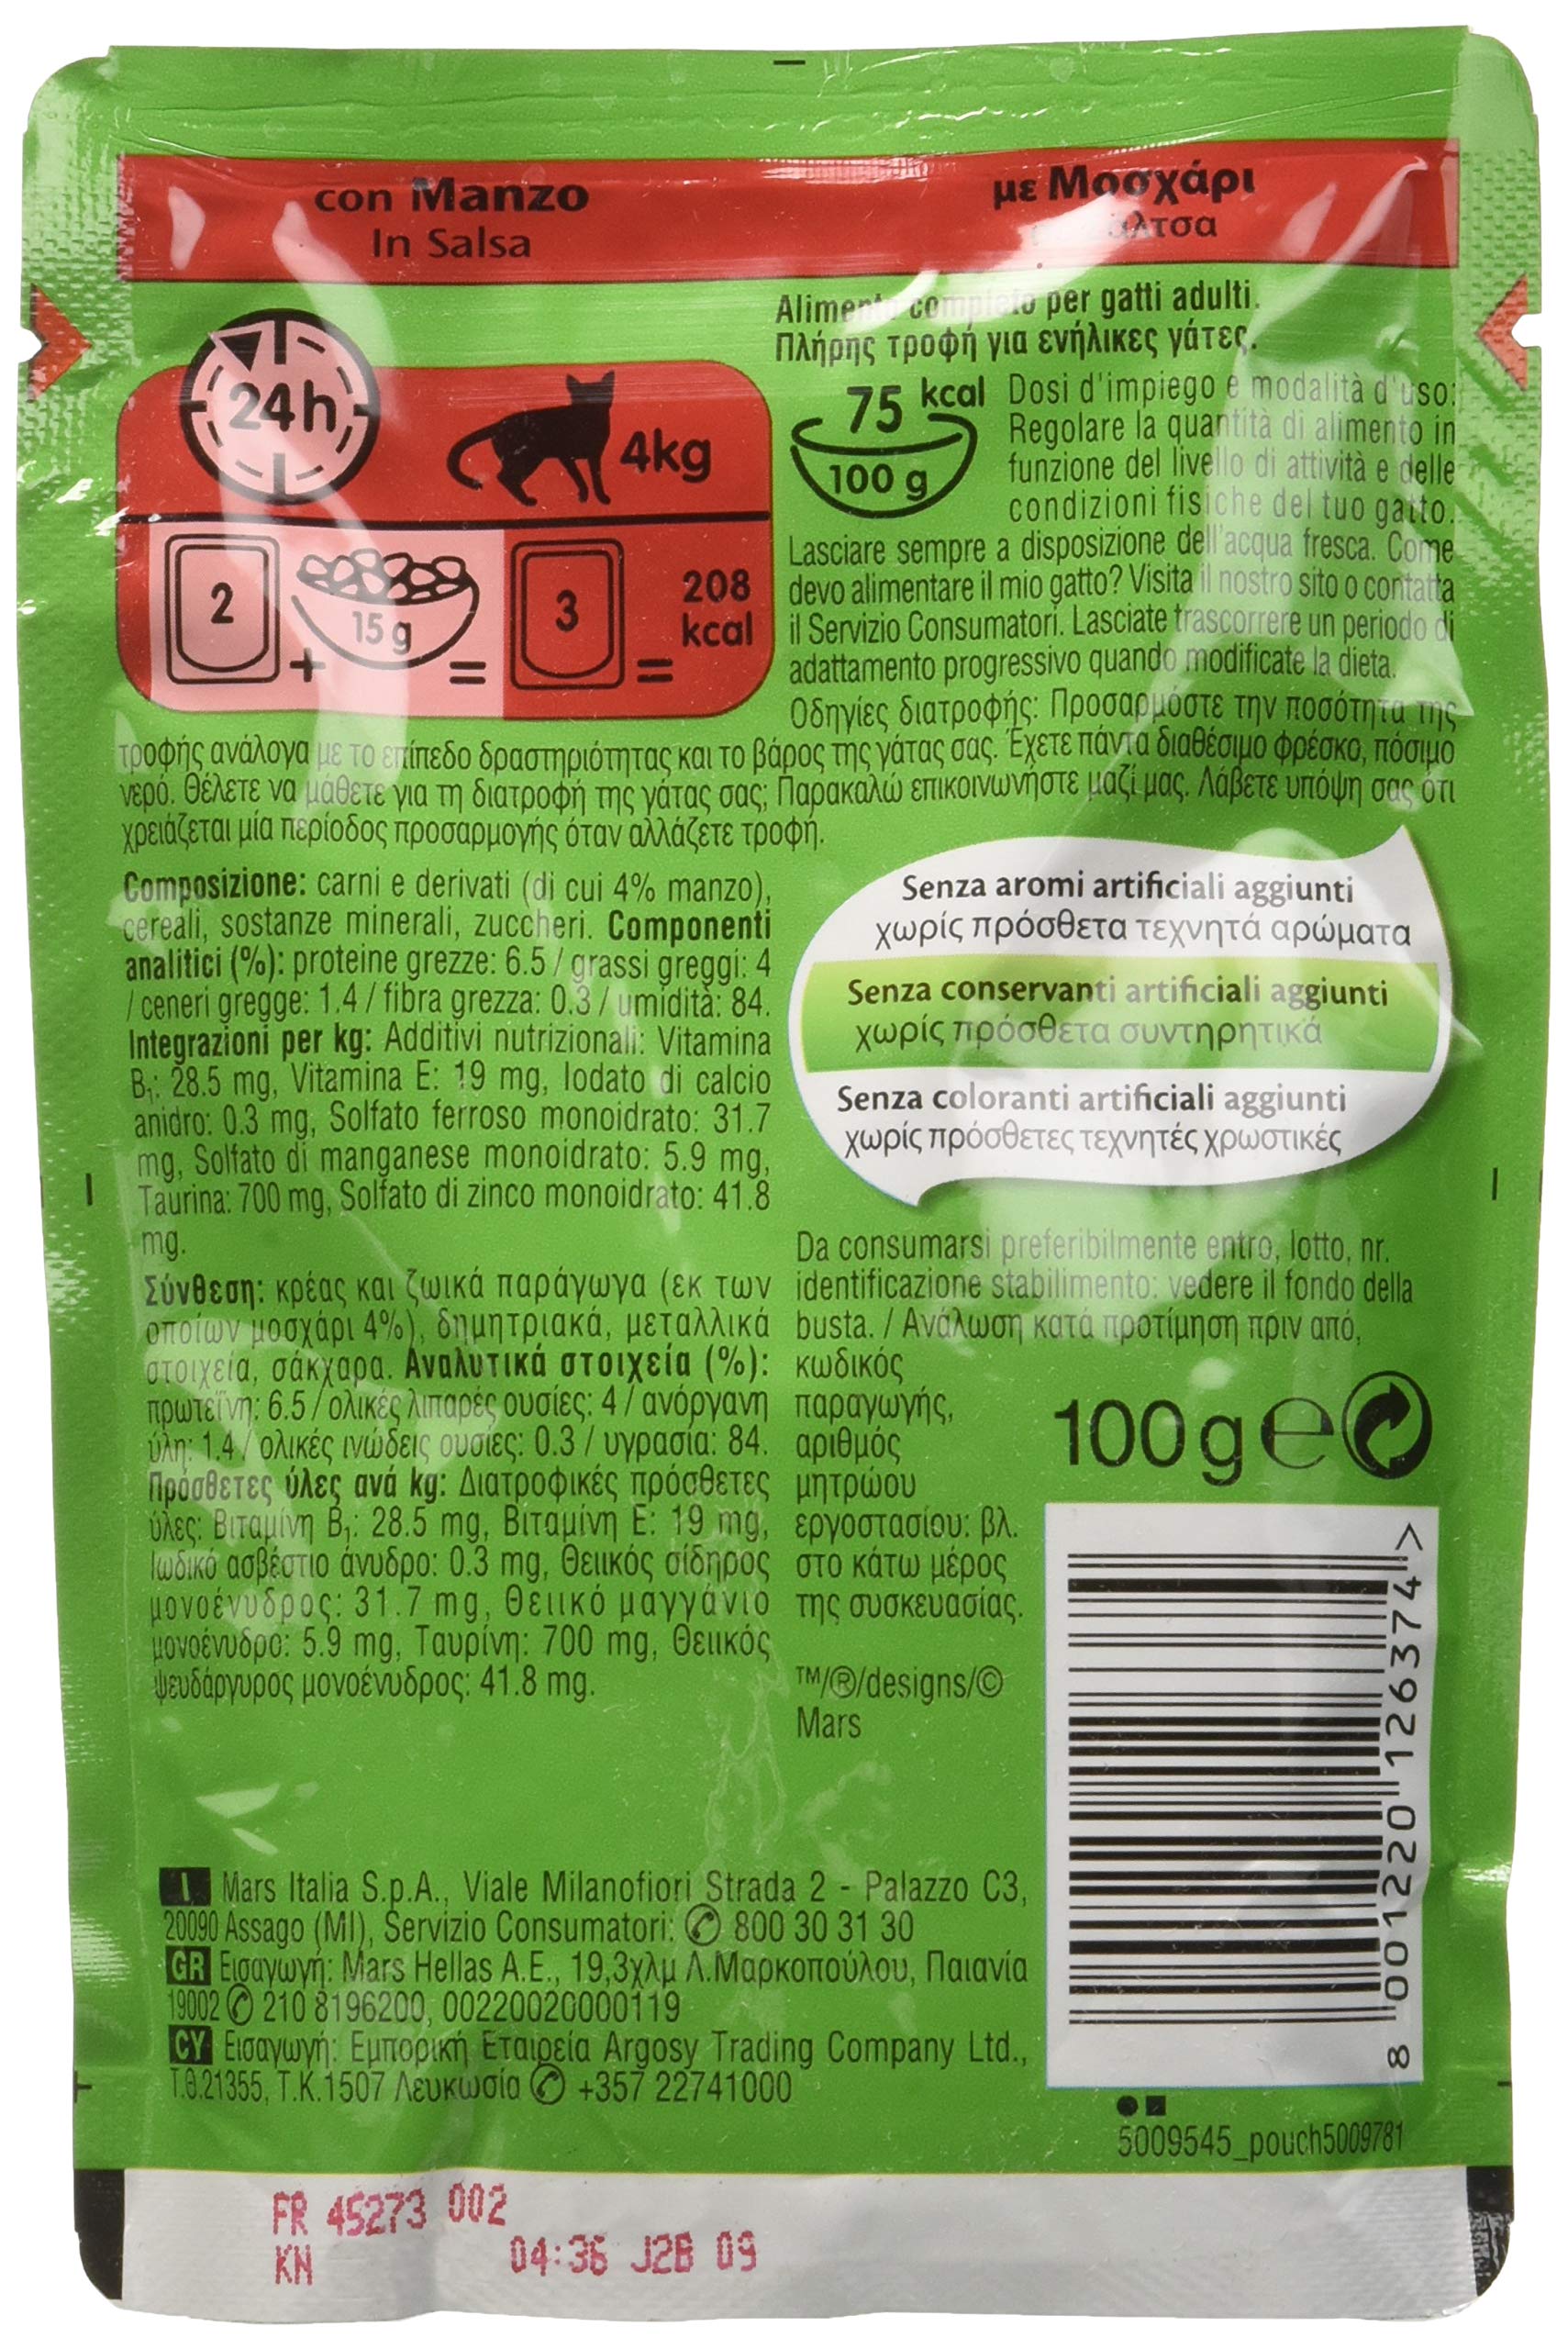 con Manzo
In Salsa
με Μοσχάρι
άλτσα
24h
4kg
2
+
15 g
=
3
=
208
kcal
Alimento completo per gatti adulti.
Πλήρης τροφή για ενήλικες γάτες.
75 kcal
100 g
Dosi d'impiego e modalità d'uso:
Regolare la quantità di alimento in
funzione del livello di attività e delle
condizioni fisiche del tuo gatto.
Lasciare sempre a disposizione dell'acqua fresca. Come
devo alimentare il mio gatto? Visita il nostro sito o contatta
il Servizio Consumatori. Lasciate trascorrere un periodo di
adattamento progressivo quando modificate la dieta.
Οδηγίες διατροφής: Προσαρμόστε την ποσότητα της
τροφής ανάλογα με το επίπεδο δραστηριότητας και το βάρος της γάτας σας. Έχετε πάντα διαθέσιμο φρέσκο, πόσιμο
νερό. Θέλετε να μάθετε για τη διατροφή της γάτας σας; Παρακαλώ επικοινωνήστε μαζί μας. Λάβετε υπόψη σας ότι
χρειάζεται μία περίοδος προσαρμογής όταν αλλάζετε τροφή.
Composizione: carni e derivati (di cui 4% manzo),
cereali, sostanze minerali, zuccheri. Componenti
analitici (%): proteine grezze: 6.5 / grassi greggi: 4
/ ceneri gregge: 1.4 / fibra grezza: 0.3 / umidità: 84.
Integrazioni per kg: Additivi nutrizionali: Vitamina
B₁: 28.5 mg, Vitamina E: 19 mg, Iodato di calcio
anidro: 0.3 mg, Solfato ferroso monoidrato: 31.7
mg, Solfato di manganese monoidrato: 5.9 mg,
Taurina: 700 mg, Solfato di zinco monoidrato: 41.8
mg.
Σύνθεση: κρέας και ζωικά παράγωγα (εκ των
οποίων μοσχάρι 4%), δημητριακά, μεταλλικά
στοιχεία, σάκχαρα. Αναλυτικά στοιχεία (%):
πρωτεΐνη: 6.5 / ολικές λιπαρές ουσίες: 4 / ανόργανη
ύλη: 1.4 / ολικές ινώδεις ουσίες: 0.3 / υγρασία: 84.
Πρόσθετες ύλες ανά kg: Διατροφικές πρόσθετες
ύλες: Βιταμίνη Β₁: 28.5 mg, Βιταμίνη Ε: 19 mg,
Ιωδικό ασβέστιο άνυδρο: 0.3 mg, Θειικός σίδηρος
μονοένυδρος: 31.7 mg, Θειικό μαγγάνιο
μονοένυδρο: 5.9 mg, Ταυρίνη: 700 mg, Θειικός
ψευδάργυρος μονοένυδρος: 41.8 mg.
Senza aromi artificiali aggiunti
χωρίς πρόσθετα τεχνητά αρώματα
Senza conservanti artificiali aggiunti
χωρίς πρόσθετα συντηρητικά
Senza coloranti artificiali aggiunti
χωρίς πρόσθετες τεχνητές χρωστικές
Da consumarsi preferibilmente entro, lotto, nr.
identificazione stabilimento: vedere il fondo della
busta. / Ανάλωση κατά προτίμηση πριν από,
κωδικός
παραγωγής,
αριθμός
μητρώου
εργοστασίου: βλ.
στο κάτω μέρος
της συσκευασίας.
100 g e
TM/®/designs/©
Mars
8 001220 126374 >
I Mars Italia S.p.A., Viale Milanofiori Strada 2 - Palazzo C3,
20090 Assago (MI), Servizio Consumatori: 800 30 31 30
GR Εισαγωγή: Mars Hellas A.E., 19,3χλμ Λ.Μαρκοπούλου, Παιανία
19002 210 8196200, 00220020000119
CY Εισαγωγή: Εμπορική Εταιρεία Argosy Trading Company Ltd.,
Τ.Θ.21355, Τ.Κ.1507 Λευκωσία +357 22741000
5009545_pouch5009781
FR 45273 002
KN 04:36 J2B 09